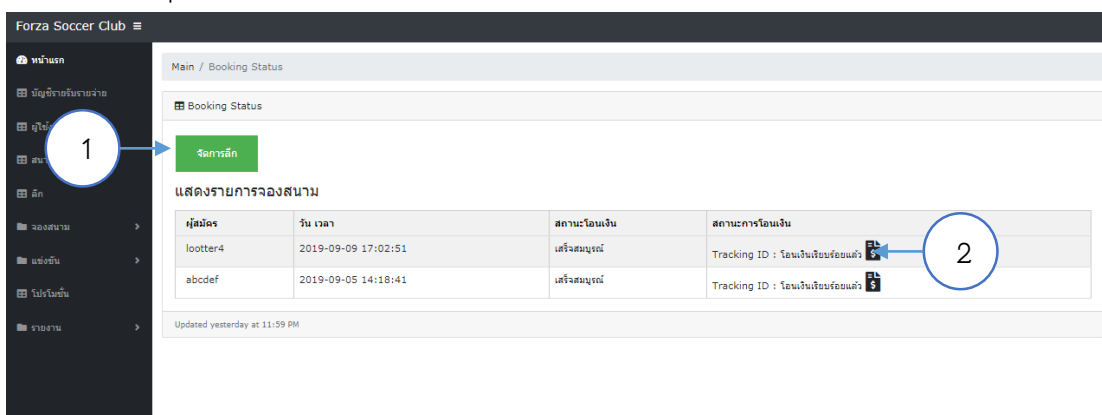 Forza Soccer Club
หน้าแรก
Main / Booking Status
บัญชีรายรับรายจ่าย
Booking Status
1
จัดการลีก
ลีก
แสดงรายการจองสนาม
ผู้สมัคร วัน เวลา สถานะโอนเงิน สถานะการโอนเงิน
จองสนาม
lootter4 2019-09-09 17:02:51 เสร็จสมบูรณ์ Tracking ID : โอนเงินเรียบร้อยแล้ว
2
แข่งขัน
abcdef 2019-09-05 14:18:41 เสร็จสมบูรณ์ Tracking ID : โอนเงินเรียบร้อยแล้ว
โปรโมชั่น
รายงาน
Updated yesterday at 11:59 PM